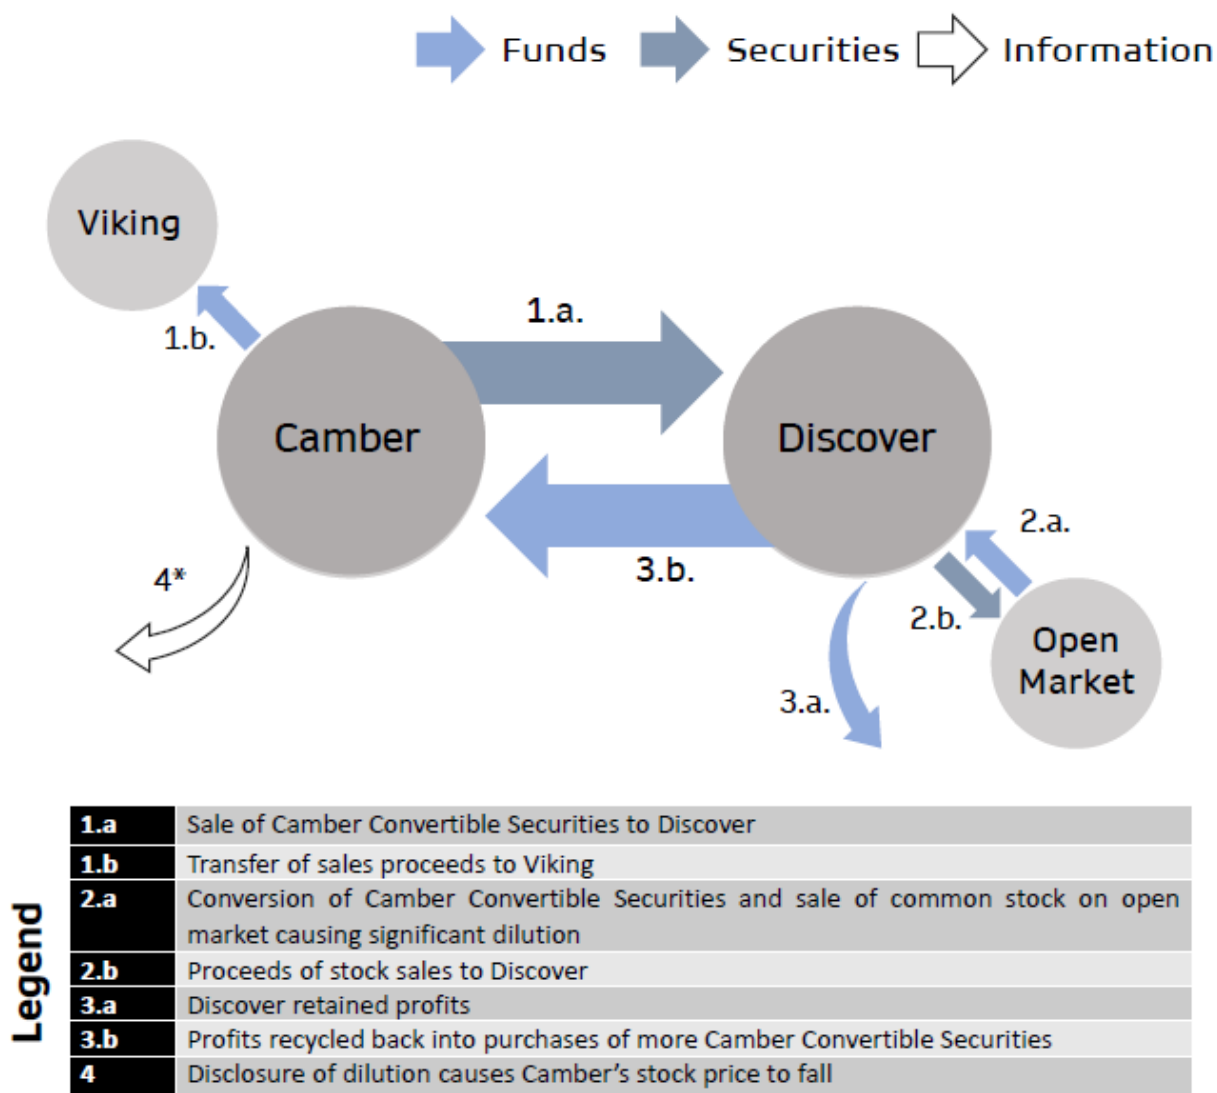 Funds Securities Information
Viking
1.a.
1.b.
Camber
Discover
2.a.
4*
3.b.
2.b.
Open
Market
3.a.
Legend
1.a Sale of Camber Convertible Securities to Discover
1.b Transfer of sales proceeds to Viking
2.a Conversion of Camber Convertible Securities and sale of common stock on open
market causing significant dilution
2.b Proceeds of stock sales to Discover
3.a Discover retained profits
3.b Profits recycled back into purchases of more Camber Convertible Securities
4 Disclosure of dilution causes Camber's stock price to fall